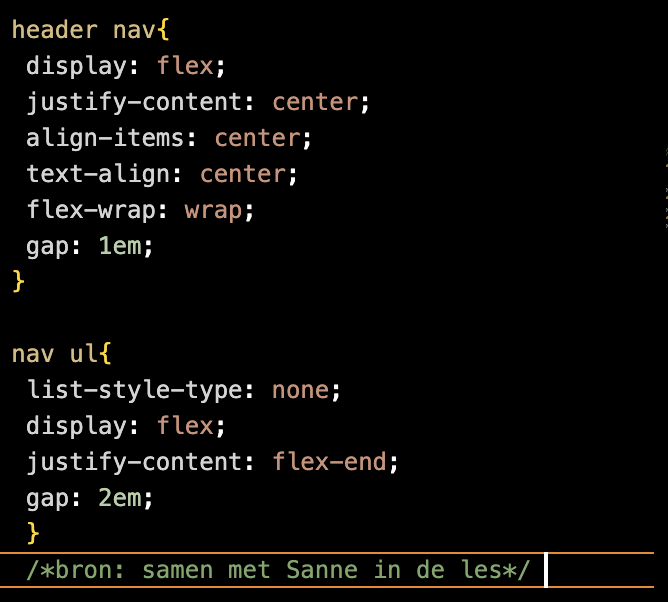 header nav{
display: flex;
justify-content: center;
align-items: center;
text-align: center;
flex-wrap: wrap;
gap: 1em;
}
nav ul{
list-style-type: none;
display: flex;
justify-content: flex-end;
gap: 2em;
}
/*bron: samen met Sanne in de les*/